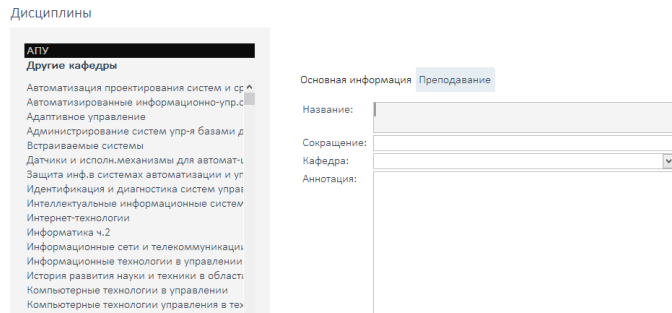 Дисциплины
АПУ
Другие кафедры
Автоматизация проектирования систем и ср
Автоматизированные информационно-упр.с
Адаптивное управление
Администрирование систем упр-я базами д
Встраиваемые системы
Датчики и исполн.механизмы для автомат-ц
Защита инф.в системах автоматизации и уп
Идентификация и диагностика систем управ
Интеллектуальные информационные систем
Интернет-технологии
Информатика ч.2
Информационные сети и телекоммуникации
Информационные технологии в управлении
История развития науки и техники в област
Компьютерные технологии в управлении
Компьютерные технологии управления в тех
Основная информация Преподавание
Название:
Сокращение:
Кафедра:
Аннотация: